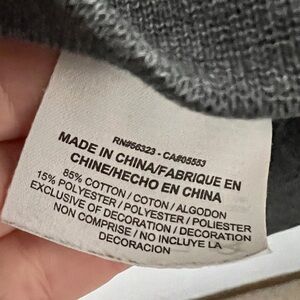 RN#56323 - CA#05553
MADE IN CHINA/FABRIQUE EN
CHINE/HECHO EN CHINA
85% COTTON / COTON / ALGODON
15% POLYESTER / POLYESTER / POLIESTER
EXCLUSIVE OF DECORATION / DECORATION
NON COMPRISE / NO INCLUYE LA
DECORACION